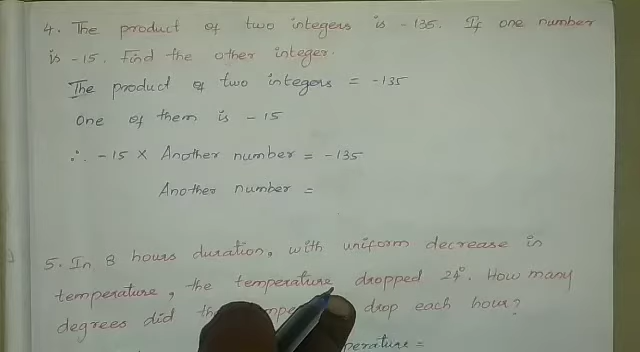 4. The product of two integers is -135. If one number
is -15. Find the other integer.
The product of two integers = -135
One of them is -15
∴ -15 × Another number = -135
Another number =
5. In 8 hours duration, with uniform decrease in
temperature, the temperature dropped 24°. How many
degrees did drop each hour?
=